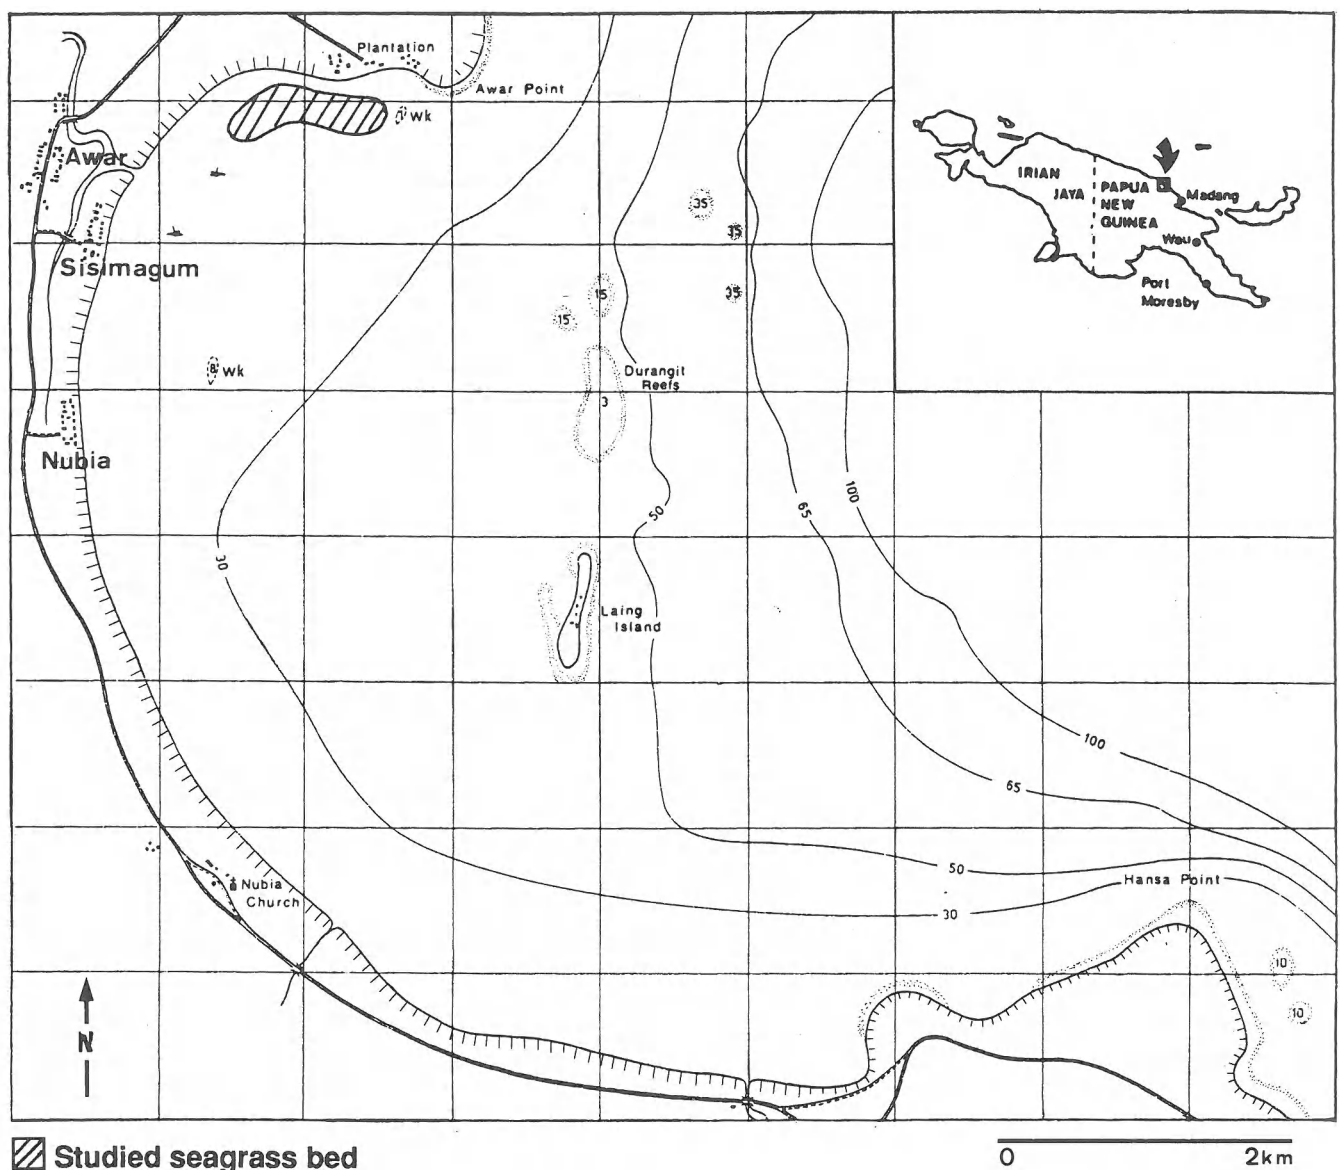 Plantation
Awar Point
1 Wk
Awar
Sisimagum
35
35
35
15
15
8 Wk
Durangit
Reefs
3
Nubia
50
65
100
30
Laing
Island
100
65
50
30
Hansa Point
Nubia
Church
10
10
N
IRIAN
JAYA
PAPUA
NEW
GUINEA
Madang
Wau
Port
Moresby
Studied seagrass bed
0 2km